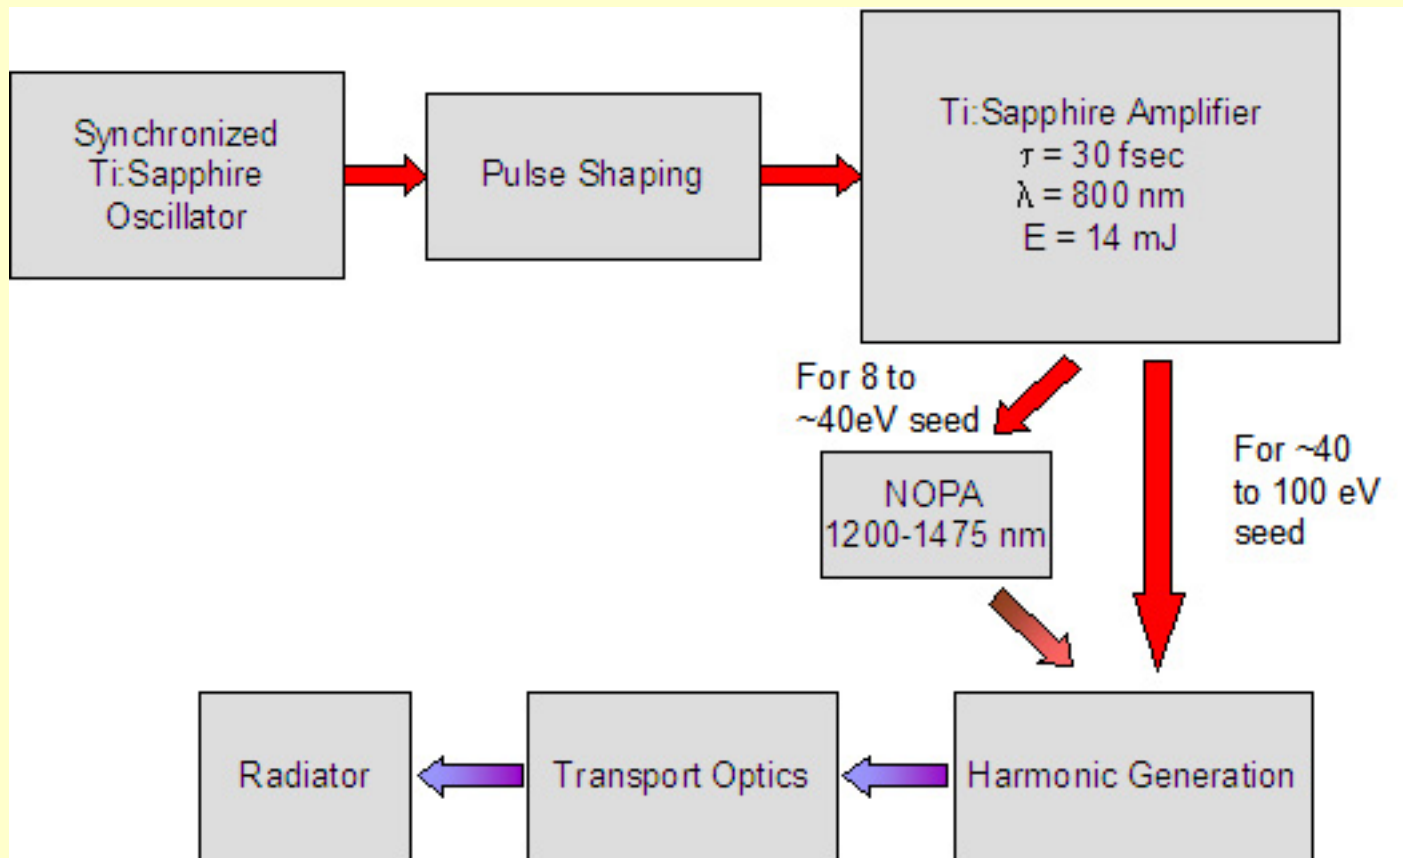 Synchronized
Ti:Sapphire
Oscillator
Pulse Shaping
Ti:Sapphire Amplifier
τ = 30 fsec
λ = 800 nm
E = 14 mJ
For 8 to
~40eV seed
For ~40
to 100 eV
seed
NOPA
1200-1475 nm
Radiator
Transport Optics
Harmonic Generation